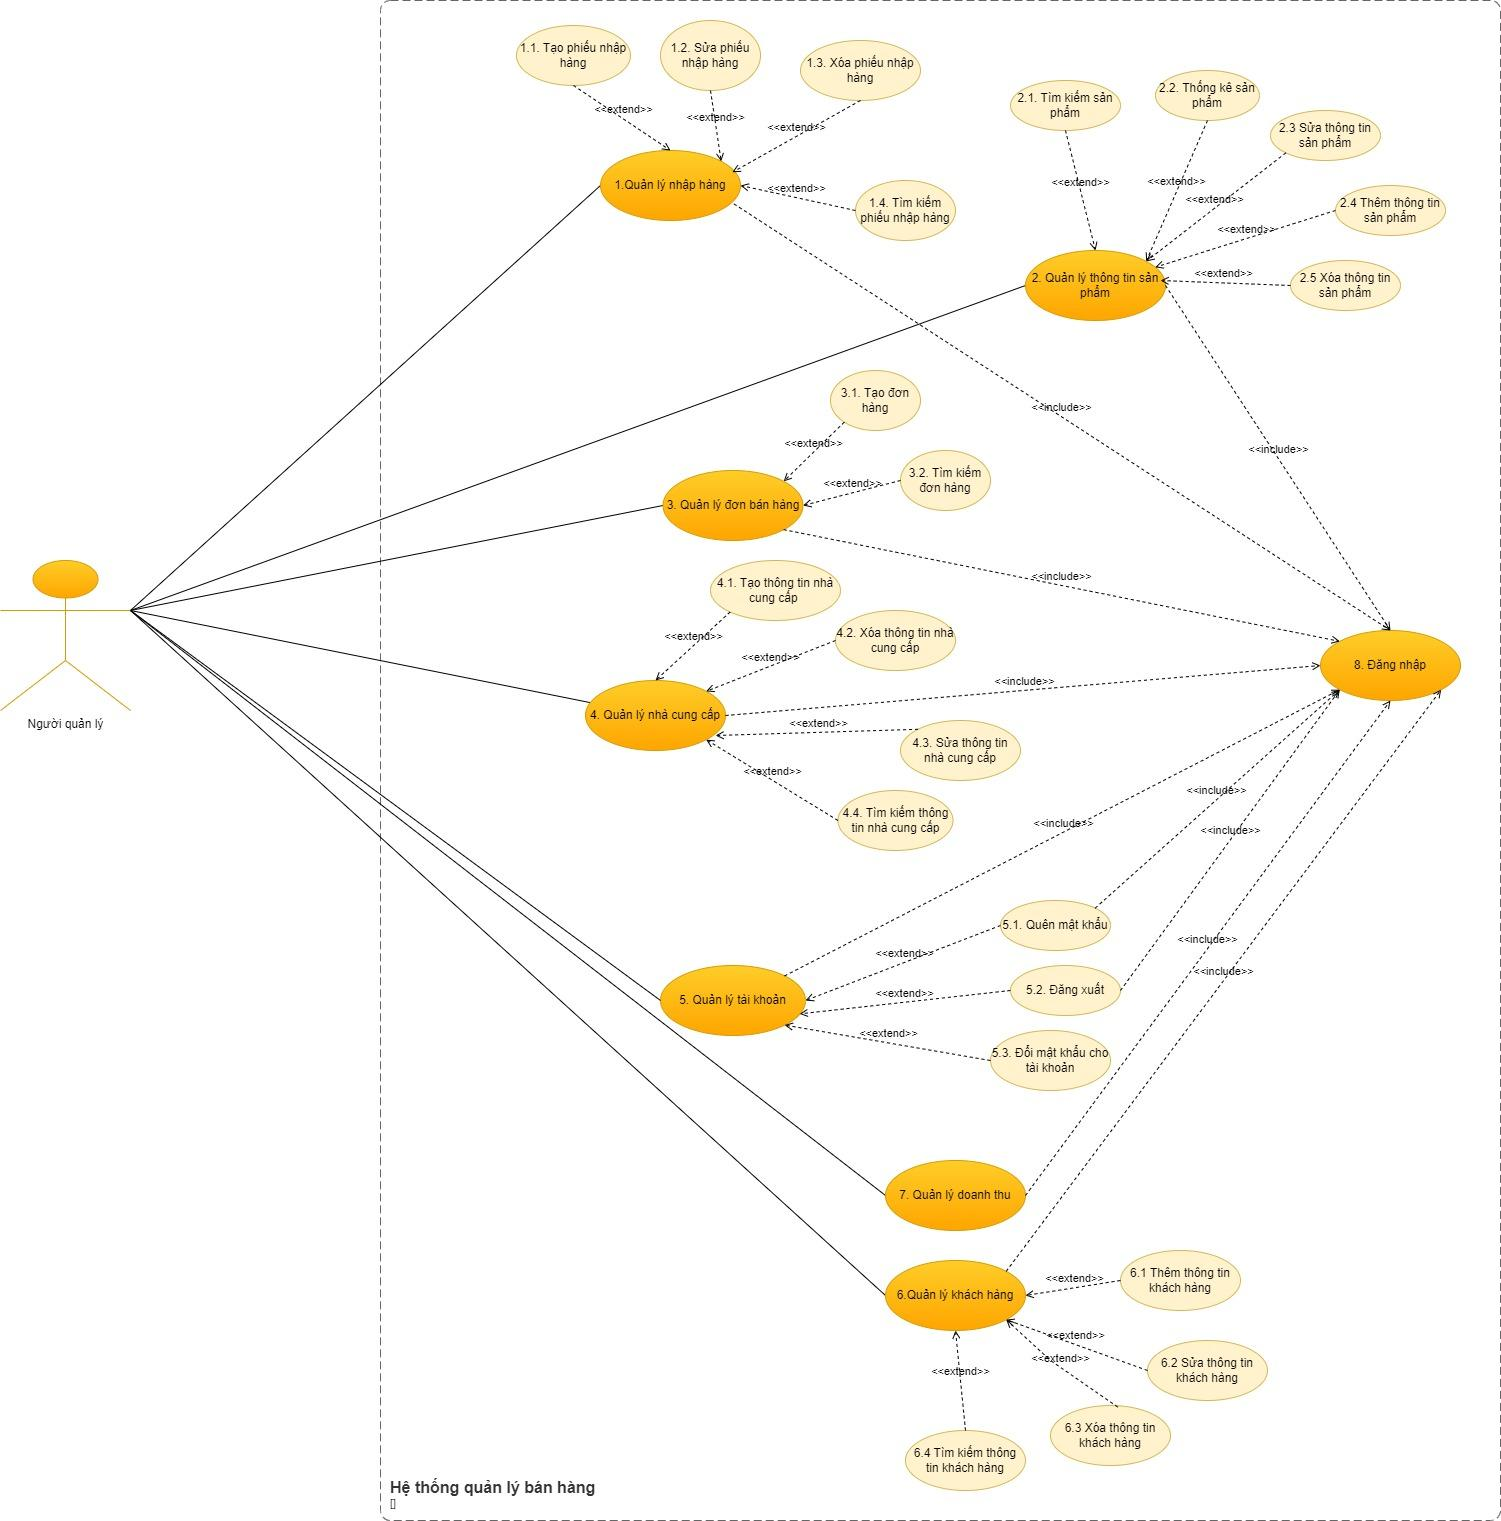 1.1. Tạo phiếu nhập
hàng
1.2. Sửa phiếu
nhập hàng
1.3. Xóa phiếu nhập
hàng
<<extend>>
<<extend>>
<<extend>>
1.Quản lý nhập hàng
<<extend>>
1.4. Tìm kiếm
phiếu nhập hàng
2.1. Tìm kiếm sản
phẩm
2.2. Thống kê sản
phẩm
2.3 Sửa thông tin
sản phẩm
2.4 Thêm thông tin
sản phẩm
2.5 Xóa thông tin
sản phẩm
<<extend>>
<<extend>>
<<extend>>
<<extend>>
<<extend>>
2. Quản lý thông tin sản
phẩm
<<include>>
<<include>>
3.1. Tạo đơn
hàng
<<extend>>
3.2. Tìm kiếm
đơn hàng
<<extend>>
3. Quản lý đơn bán hàng
<<include>>
4.1. Tạo thông tin nhà
cung cấp
<<extend>>
4.2. Xóa thông tin nhà
cung cấp
<<extend>>
4. Quản lý nhà cung cấp
<<include>>
<<extend>>
4.3. Sửa thông tin
nhà cung cấp
<<extend>>
4.4. Tìm kiếm thông
tin nhà cung cấp
8. Đăng nhập
Người quản lý
<<include>>
<<include>>
<<include>>
5.1. Quên mật khẩu
<<extend>>
5. Quản lý tài khoản
<<extend>>
5.2. Đăng xuất
<<extend>>
5.3. Đổi mật khẩu cho
tài khoản
<<include>>
<<include>>
7. Quản lý doanh thu
6.Quản lý khách hàng
<<extend>>
6.1 Thêm thông tin
khách hàng
<<extend>>
6.2 Sửa thông tin
khách hàng
<<extend>>
6.3 Xóa thông tin
khách hàng
<<extend>>
6.4 Tìm kiếm thông
tin khách hàng
Hệ thống quản lý bán hàng